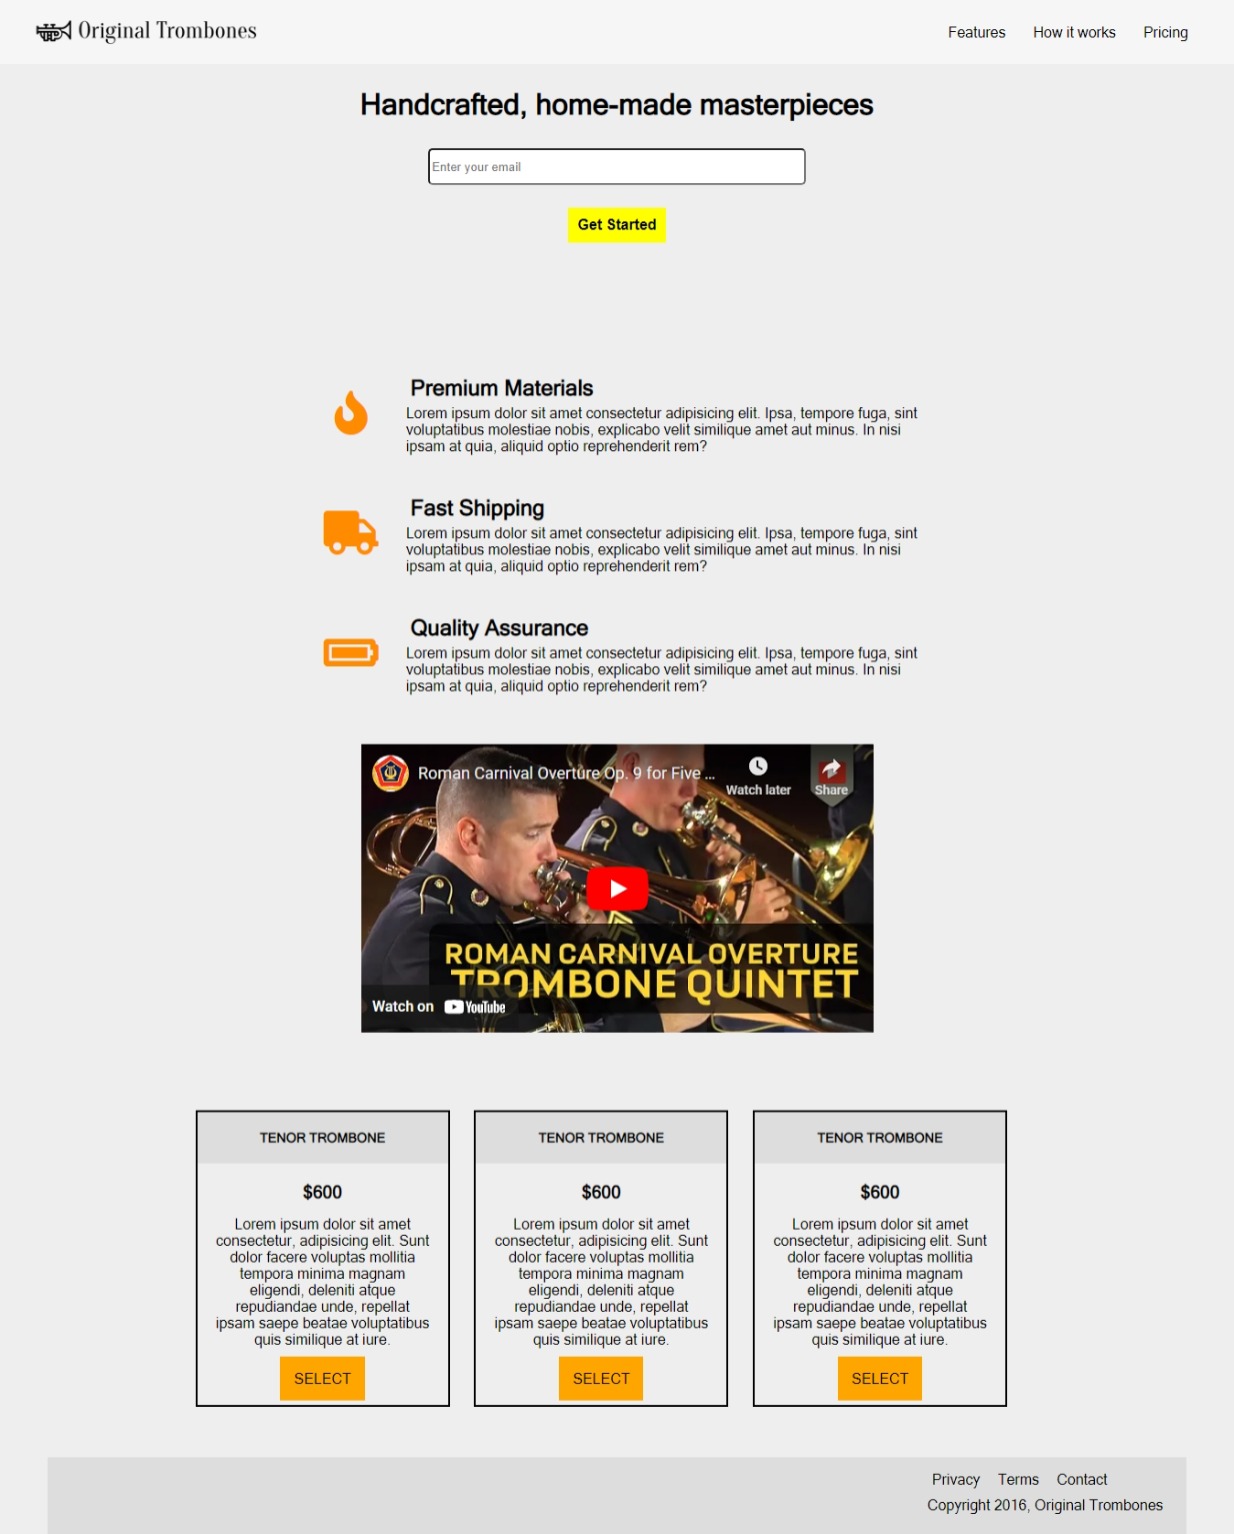 Original Trombones
Features How it works Pricing
Handcrafted, home-made masterpieces
Enter your email
Get Started
Premium Materials
Lorem ipsum dolor sit amet consectetur adipisicing elit. Ipsa, tempore fuga, sint
voluptatibus molestiae nobis, explicabo velit similique amet aut minus. In nisi
ipsam at quia, aliquid optio reprehenderit rem?
Fast Shipping
Lorem ipsum dolor sit amet consectetur adipisicing elit. Ipsa, tempore fuga, sint
voluptatibus molestiae nobis, explicabo velit similique amet aut minus. In nisi
ipsam at quia, aliquid optio reprehenderit rem?
Quality Assurance
Lorem ipsum dolor sit amet consectetur adipisicing elit. Ipsa, tempore fuga, sint
voluptatibus molestiae nobis, explicabo velit similique amet aut minus. In nisi
ipsam at quia, aliquid optio reprehenderit rem?
Roman Carnival Overture Op. 9 for Five ...
Watch later
Share
ROMAN CARNIVAL OVERTURE
TROMBONE QUINTET
Watch on YouTube
TENOR TROMBONE
$600
Lorem ipsum dolor sit amet
consectetur, adipisicing elit. Sunt
dolor facere voluptas mollitia
tempora minima magnam
eligendi, deleniti atque
repudiandae unde, repellat
ipsam saepe beatae voluptatibus
quis similique at iure.
SELECT
TENOR TROMBONE
$600
Lorem ipsum dolor sit amet
consectetur, adipisicing elit. Sunt
dolor facere voluptas mollitia
tempora minima magnam
eligendi, deleniti atque
repudiandae unde, repellat
ipsam saepe beatae voluptatibus
quis similique at iure.
SELECT
TENOR TROMBONE
$600
Lorem ipsum dolor sit amet
consectetur, adipisicing elit. Sunt
dolor facere voluptas mollitia
tempora minima magnam
eligendi, deleniti atque
repudiandae unde, repellat
ipsam saepe beatae voluptatibus
quis similique at iure.
SELECT
Privacy Terms Contact
Copyright 2016, Original Trombones